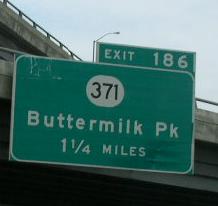 EXIT 186
371
Buttermilk Pk
1¼ MILES